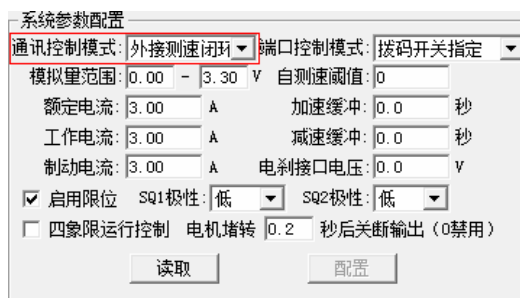 系统参数配置
通讯控制模式: 外接测速闭环 端口控制模式: 拨码开关指定
模拟量范围: 0.00 - 3.30 V 自测速阈值: 0
额定电流: 3.00 A 加速缓冲: 0.0 秒
工作电流: 3.00 A 减速缓冲: 0.0 秒
制动电流: 3.00 A 电刹接口电压: 0.0 V
启用限位 SQ1极性: 低 SQ2极性: 低
四象限运行控制 电机堵转 0.2 秒后关断输出（0禁用）
读取 配置